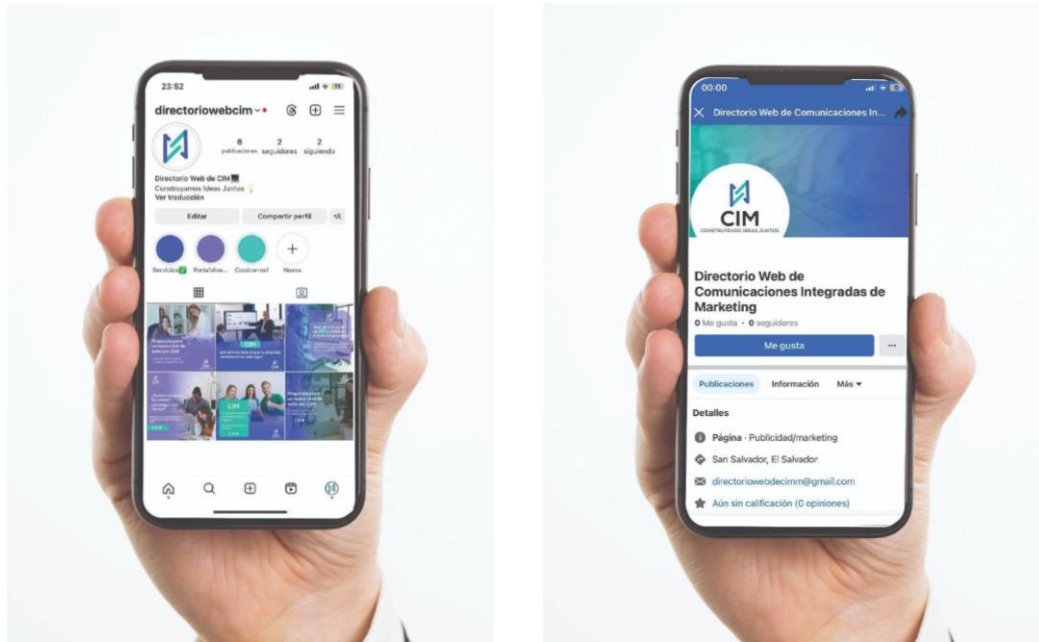 23:52
directoriowebcim
6 2 2
publicaciones seguidores siguiendo
Directorio Web de CIM
Construyamos Ideas Juntos
Ver traducción
Editar Compartir perfil
Servicios Portafolios... Conócenos! Nuevo
CIM
00:00
Directorio Web de Comunicaciones In...
CIM
CONSTRUYENDO IDEAS JUNTOS
Directorio Web de
Comunicaciones Integradas de
Marketing
0 Me gusta • 0 seguidores
Me gusta
Publicaciones Información Más
Detalles
Página · Publicidad/marketing
San Salvador, El Salvador
directoriowebdecimm@gmail.com
Aún sin calificación (0 opiniones)